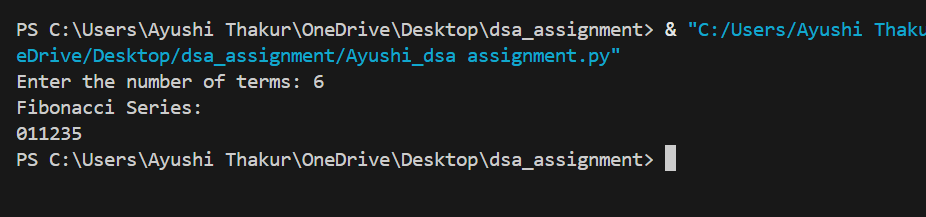 PS C:\Users\Ayushi Thakur\OneDrive\Desktop\dsa_assignment> & "C:/Users/Ayushi Thaku
eDrive/Desktop/dsa_assignment/Ayushi_dsa assignment.py"
Enter the number of terms: 6
Fibonacci Series:
011235
PS C:\Users\Ayushi Thakur\OneDrive\Desktop\dsa_assignment>